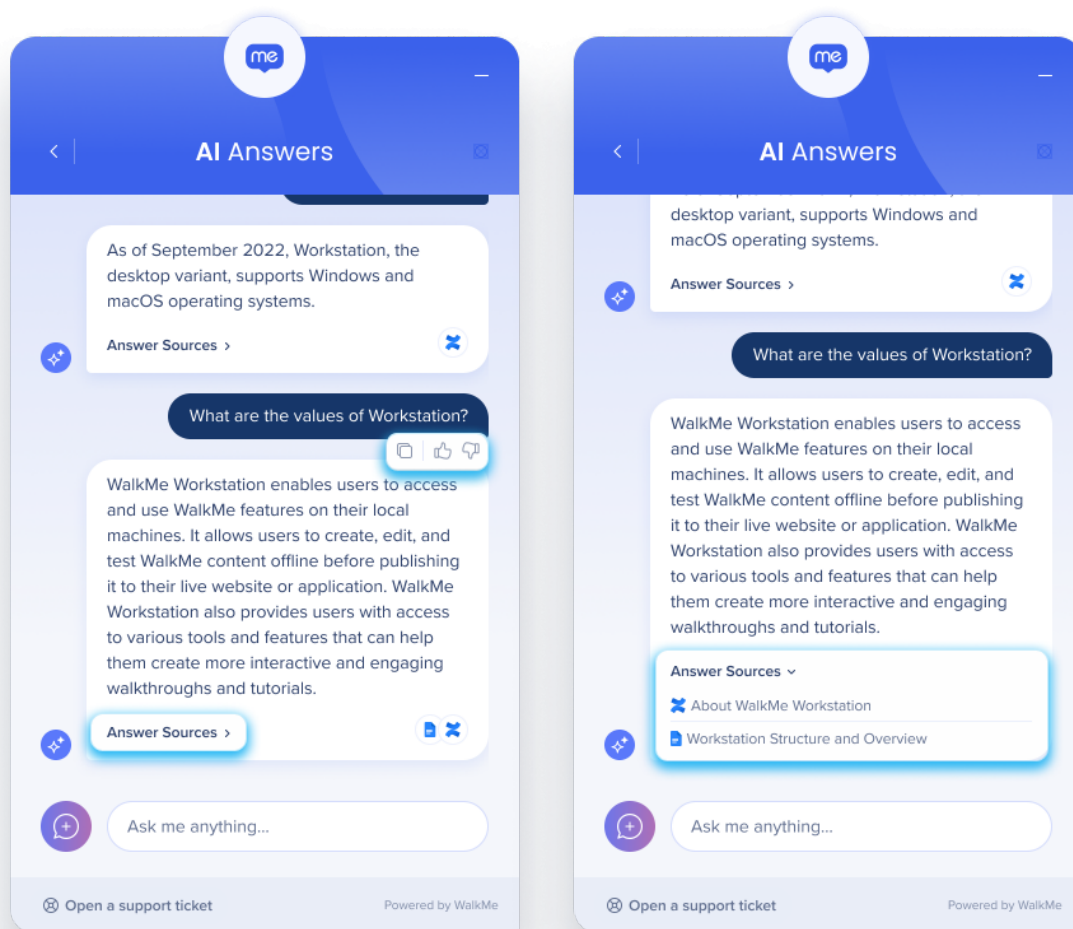 me
AI Answers
As of September 2022, Workstation, the
desktop variant, supports Windows and
macOS operating systems.
Answer Sources
What are the values of Workstation?
WalkMe Workstation enables users to access
and use WalkMe features on their local
machines. It allows users to create, edit, and
test WalkMe content offline before publishing
it to their live website or application. WalkMe
Workstation also provides users with access
to various tools and features that can help
them create more interactive and engaging
walkthroughs and tutorials.
Answer Sources
Ask me anything...
Open a support ticket
Powered by WalkMe
me
AI Answers
desktop variant, supports Windows and
macOS operating systems.
Answer Sources
What are the values of Workstation?
WalkMe Workstation enables users to access
and use WalkMe features on their local
machines. It allows users to create, edit, and
test WalkMe content offline before publishing
it to their live website or application. WalkMe
Workstation also provides users with access
to various tools and features that can help
them create more interactive and engaging
walkthroughs and tutorials.
Answer Sources
About WalkMe Workstation
Workstation Structure and Overview
Ask me anything...
Open a support ticket
Powered by WalkMe